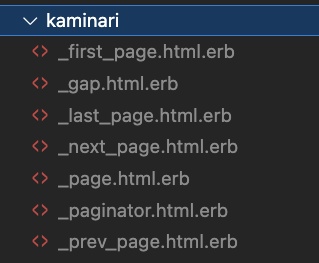 kaminari
_first_page.html.erb
_gap.html.erb
_last_page.html.erb
_next_page.html.erb
_page.html.erb
_paginator.html.erb
_prev_page.html.erb